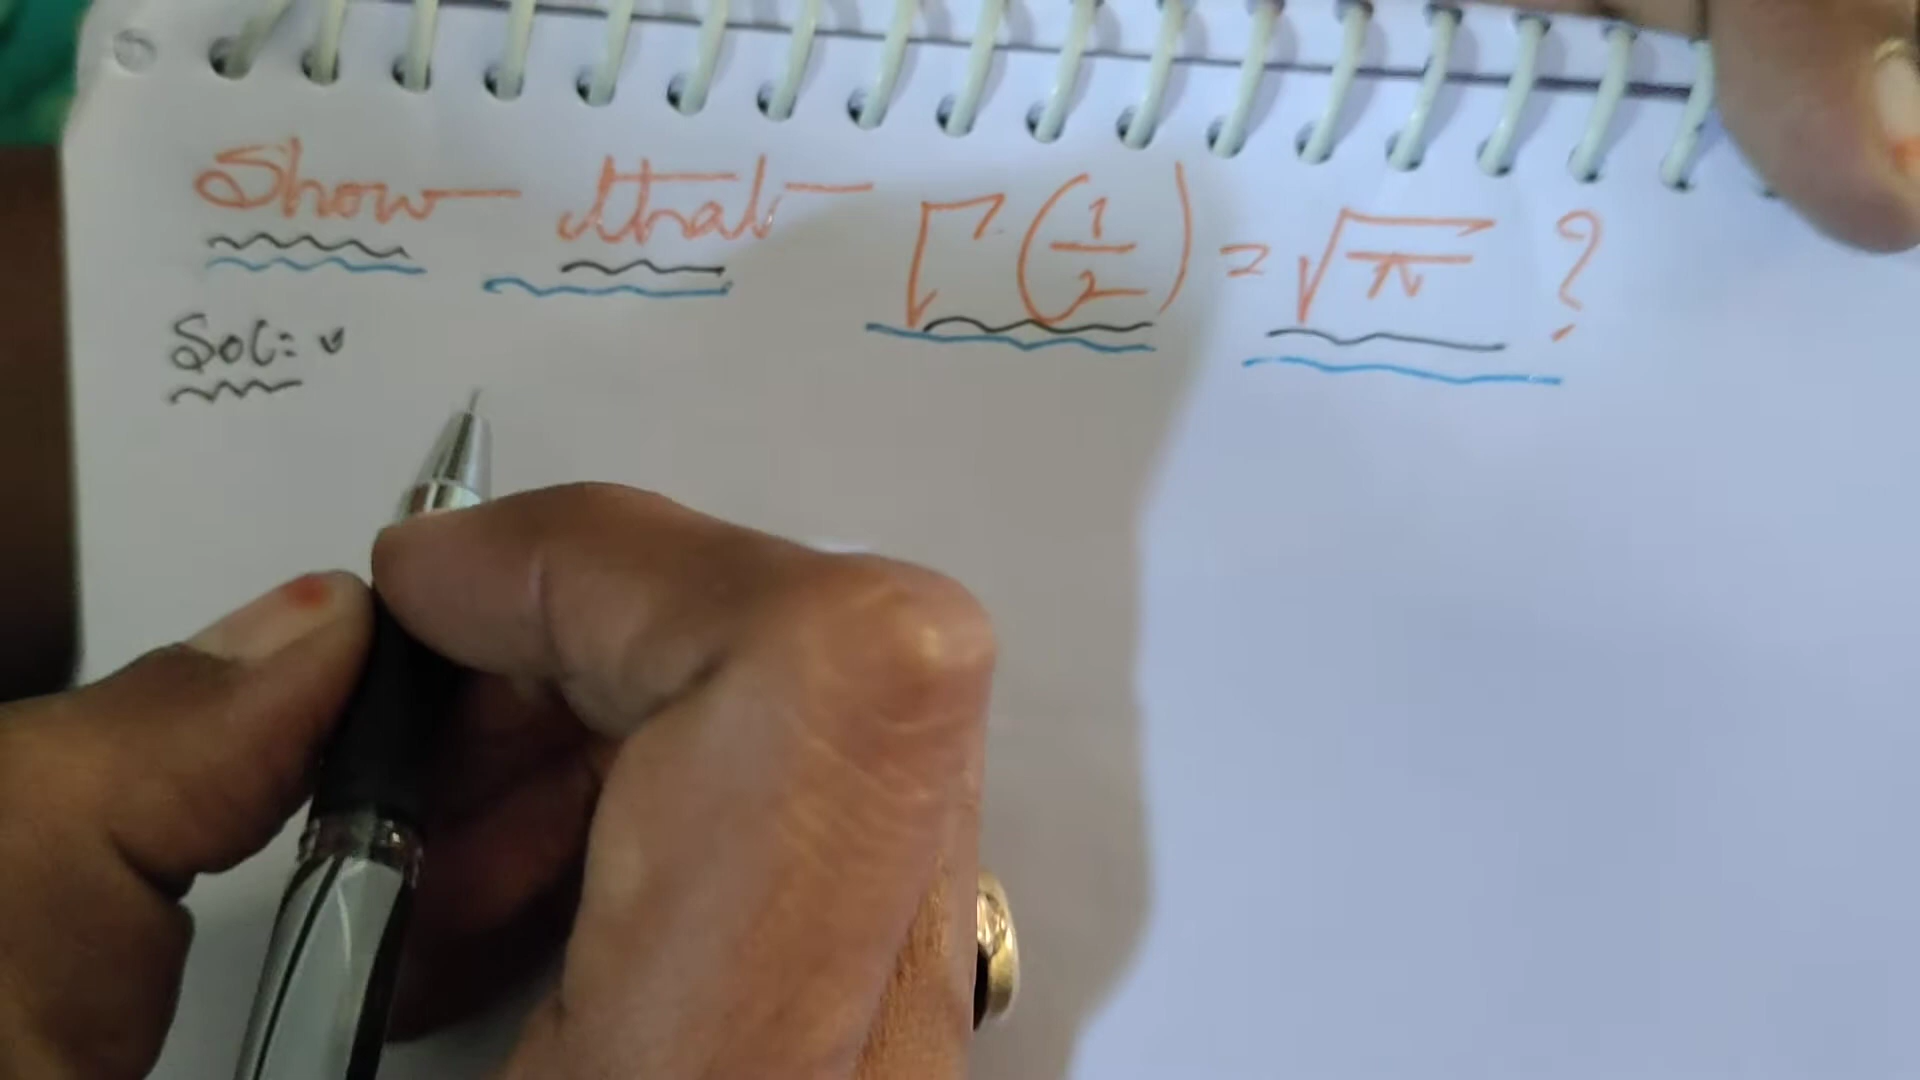 Show that Γ(1/2) = √π ?
Sol: